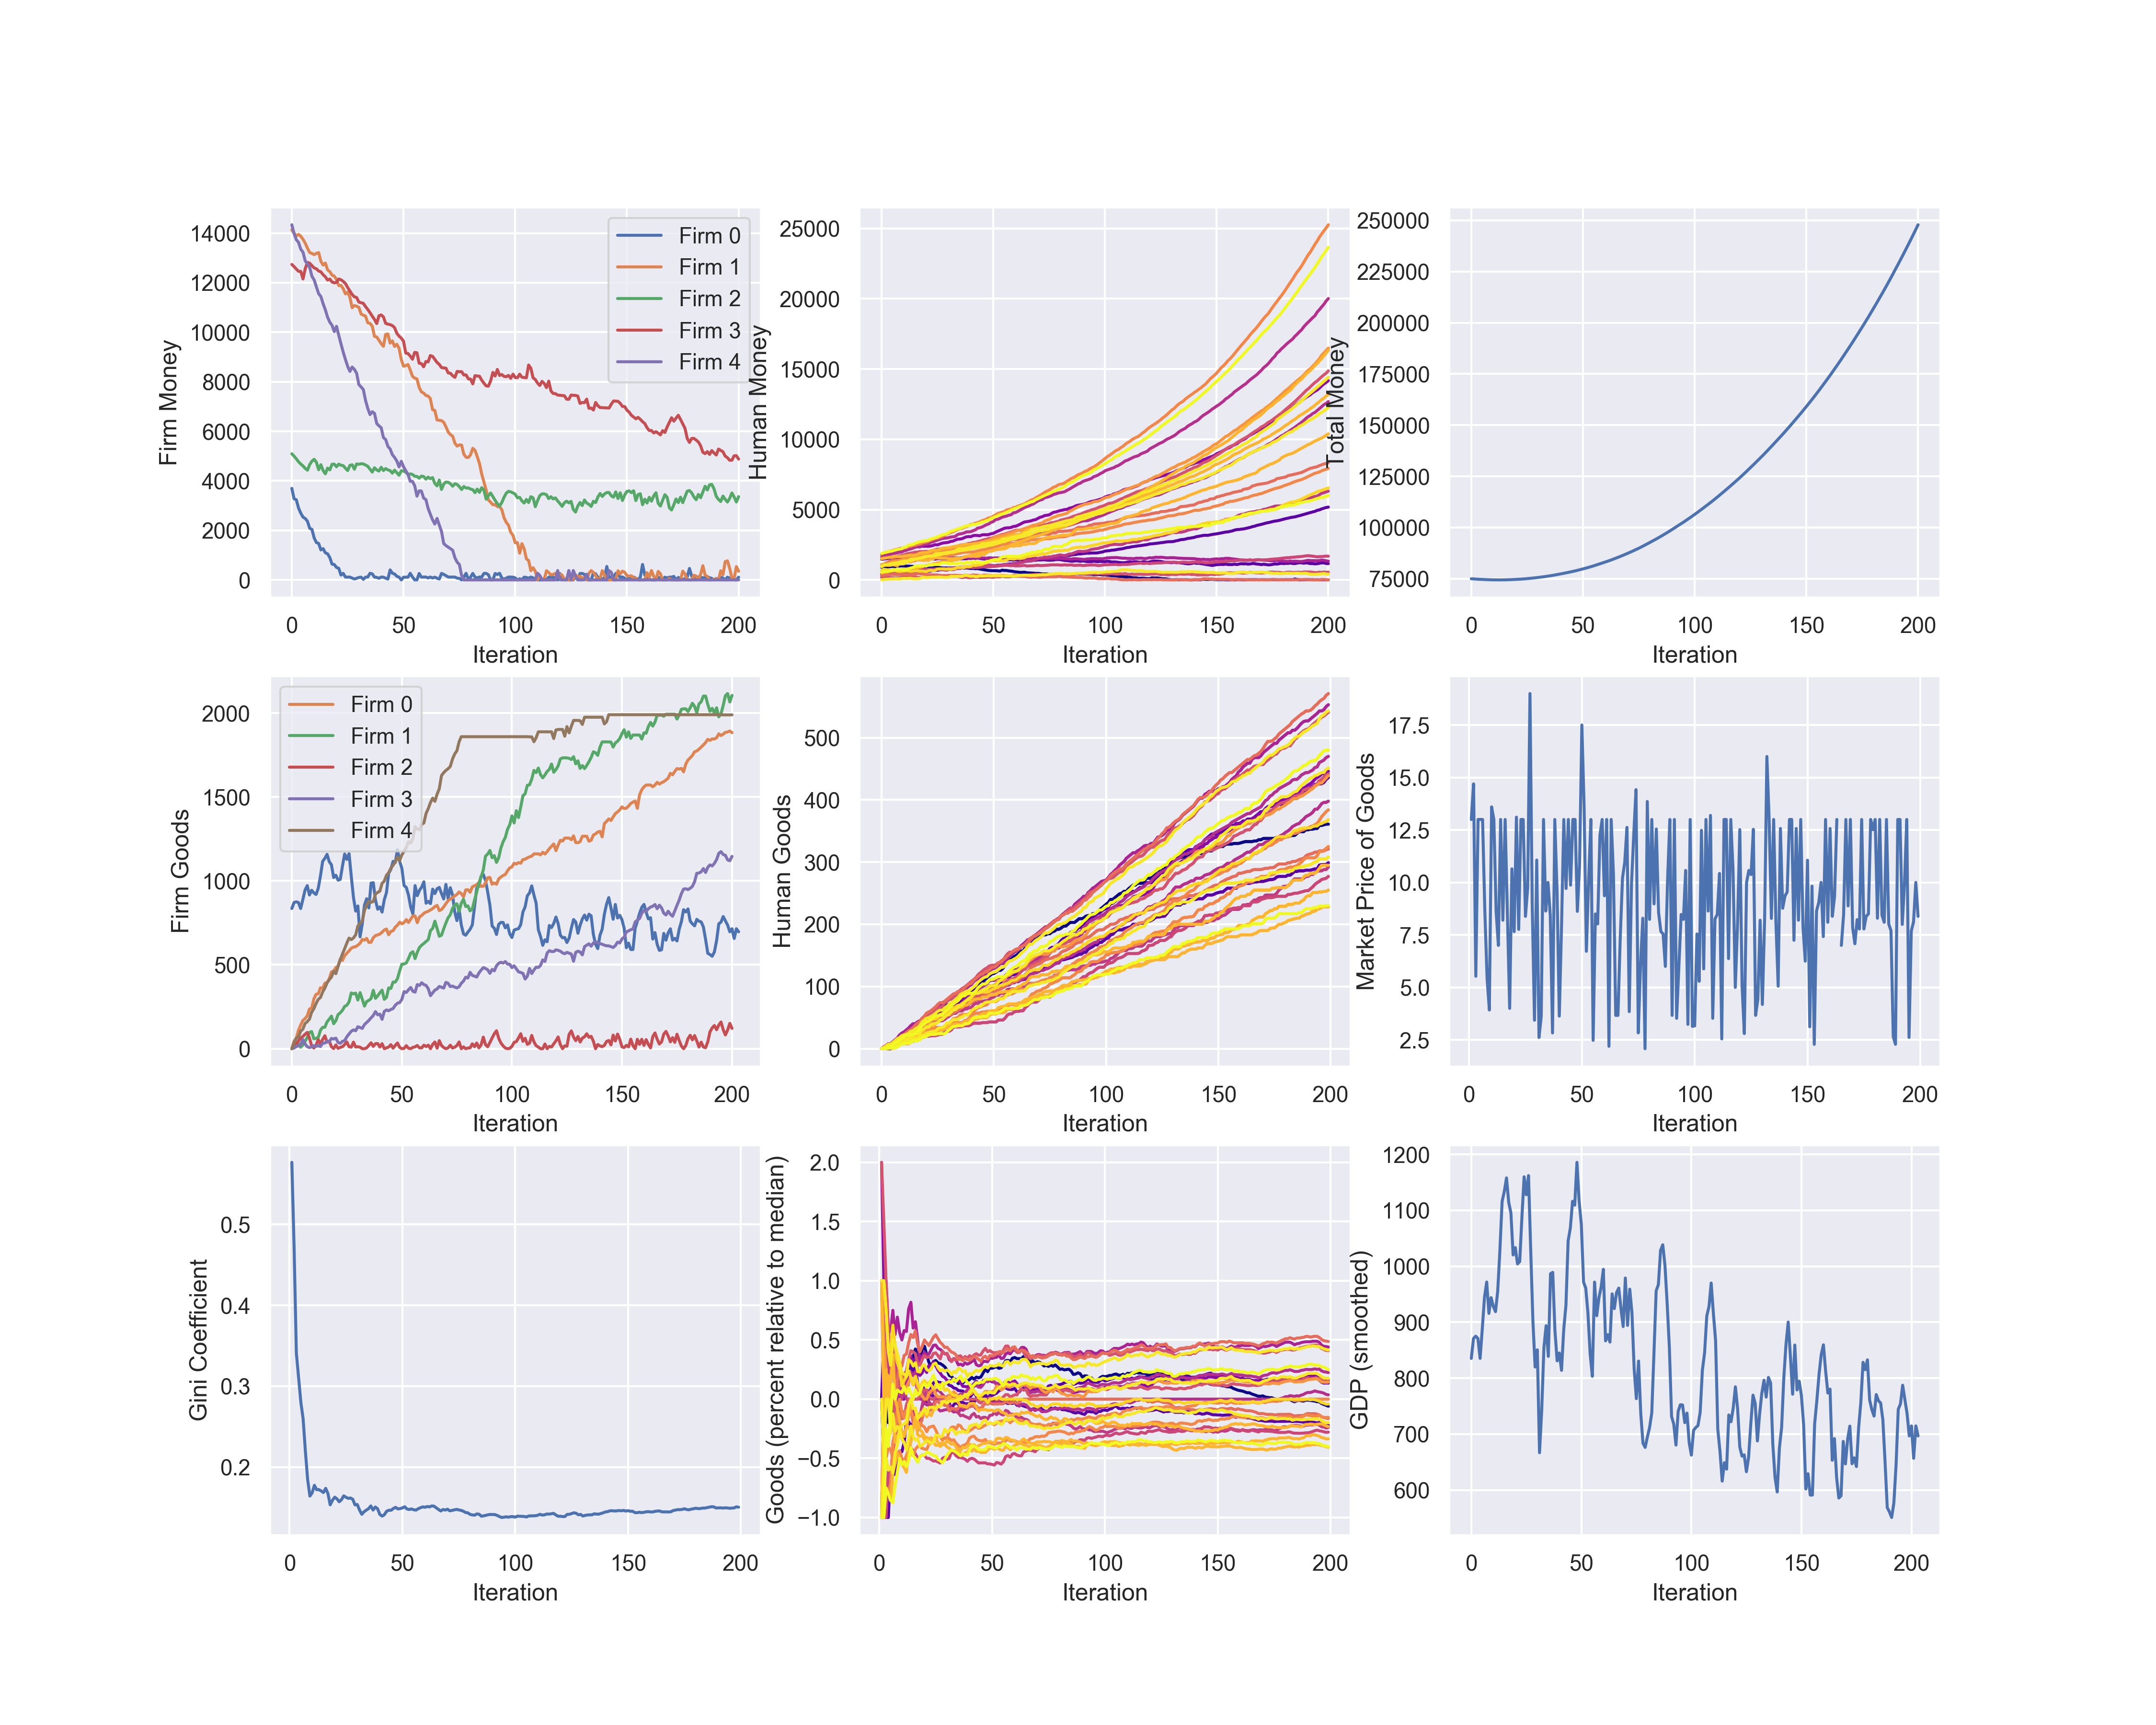 Firm Money
14000
12000
10000
8000
6000
4000
2000
0
Firm 0
Firm 1
Firm 2
Firm 3
Firm 4
0 50 100 150 200
Iteration
Human Money
25000
20000
15000
10000
5000
0
0 50 100 150 200
Iteration
Total Money
250000
225000
200000
175000
150000
125000
100000
75000
0 50 100 150 200
Iteration
Firm Goods
2000
1500
1000
500
0
Firm 0
Firm 1
Firm 2
Firm 3
Firm 4
0 50 100 150 200
Iteration
Human Goods
500
400
300
200
100
0
0 50 100 150 200
Iteration
Market Price of Goods
17.5
15.0
12.5
10.0
7.5
5.0
2.5
0 50 100 150 200
Iteration
Gini Coefficient
0.5
0.4
0.3
0.2
0 50 100 150 200
Iteration
Goods (percent relative to median)
2.0
1.5
1.0
0.5
0.0
−0.5
−1.0
0 50 100 150 200
Iteration
GDP (smoothed)
1200
1100
1000
900
800
700
600
0 50 100 150 200
Iteration